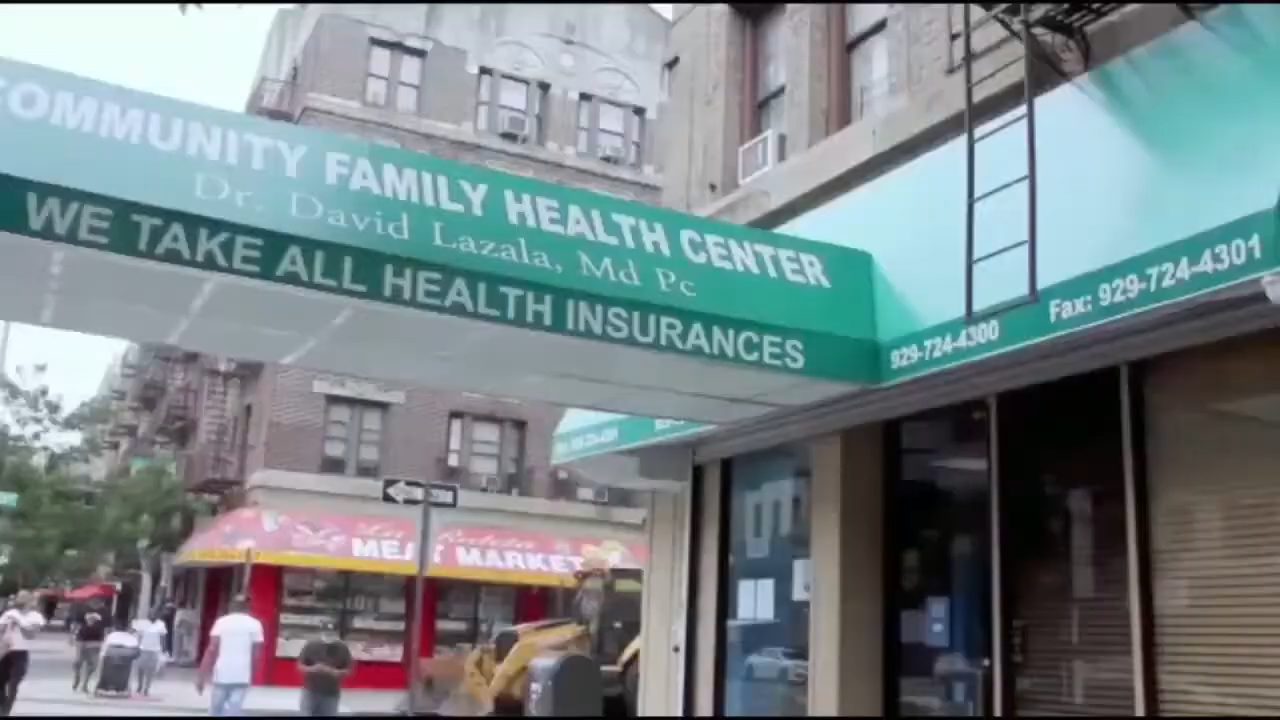 COMMUNITY FAMILY HEALTH CENTER
Dr. David Lazala, Md Pc
WE TAKE ALL HEALTH INSURANCES
929-724-4300
Fax: 929-724-4301
MEAT MARKET